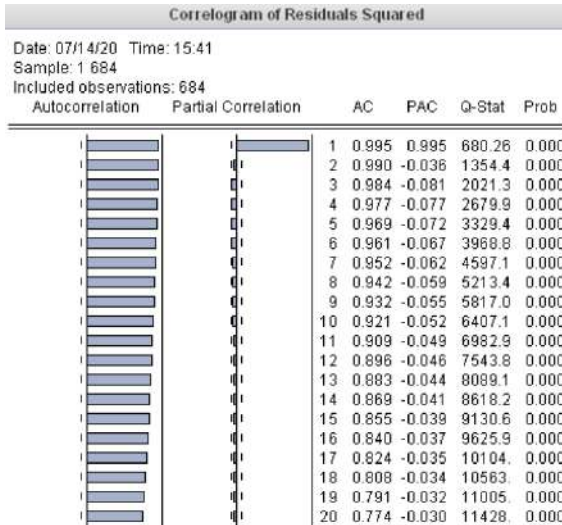 Correlogram of Residuals Squared
Date: 07/14/20 Time: 15:41
Sample: 1 684
Included observations: 684
Autocorrelation Partial Correlation AC PAC Q-Stat Prob
1 0.995 0.995 680.26 0.000
2 0.990 -0.036 1354.4 0.000
3 0.984 -0.081 2021.3 0.000
4 0.977 -0.077 2679.9 0.000
5 0.969 -0.072 3329.4 0.000
6 0.961 -0.067 3968.8 0.000
7 0.952 -0.062 4597.1 0.000
8 0.942 -0.059 5213.4 0.000
9 0.932 -0.055 5817.0 0.000
10 0.921 -0.052 6407.1 0.000
11 0.909 -0.049 6982.9 0.000
12 0.896 -0.046 7543.8 0.000
13 0.883 -0.044 8089.1 0.000
14 0.869 -0.041 8618.2 0.000
15 0.855 -0.039 9130.6 0.000
16 0.840 -0.037 9625.9 0.000
17 0.824 -0.035 10104. 0.000
18 0.808 -0.034 10563. 0.000
19 0.791 -0.032 11005. 0.000
20 0.774 -0.030 11428. 0.000